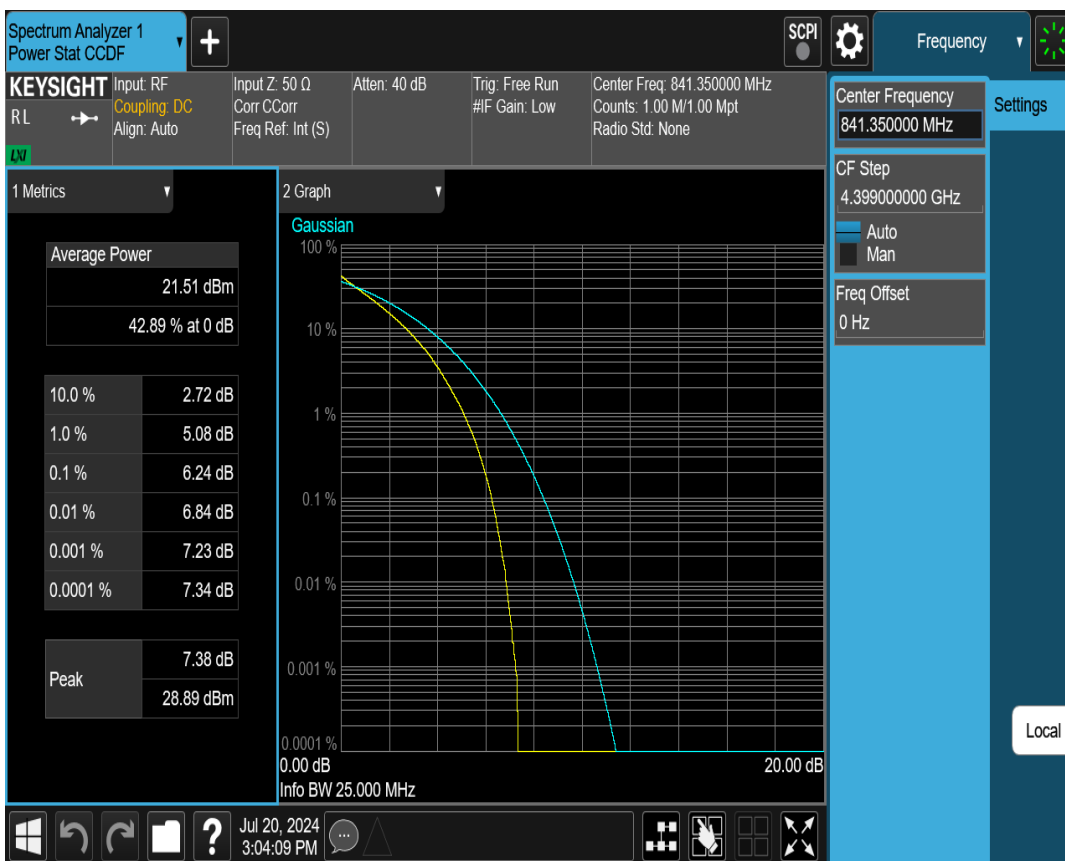 Spectrum Analyzer 1
Power Stat CCDF
+
SCPI
Frequency
KEYSIGHT
RL
LXI
Input: RF
Coupling: DC
Align: Auto
Input Z: 50 Ω
Corr CCorr
Freq Ref: Int (S)
Atten: 40 dB
Trig: Free Run
#IF Gain: Low
Center Freq: 841.350000 MHz
Counts: 1.00 M/1.00 Mpt
Radio Std: None
Center Frequency
841.350000 MHz
Settings
CF Step
4.399000000 GHz
Auto
Man
Freq Offset
0 Hz
1 Metrics
Average Power
21.51 dBm
42.89 % at 0 dB
10.0 % 2.72 dB
1.0 % 5.08 dB
0.1 % 6.24 dB
0.01 % 6.84 dB
0.001 % 7.23 dB
0.0001 % 7.34 dB
Peak 7.38 dB
28.89 dBm
2 Graph
Gaussian
100 %
10 %
1 %
0.1 %
0.01 %
0.001 %
0.0001 %
0.00 dB 20.00 dB
Info BW 25.000 MHz
Local
?
Jul 20, 2024
3:04:09 PM